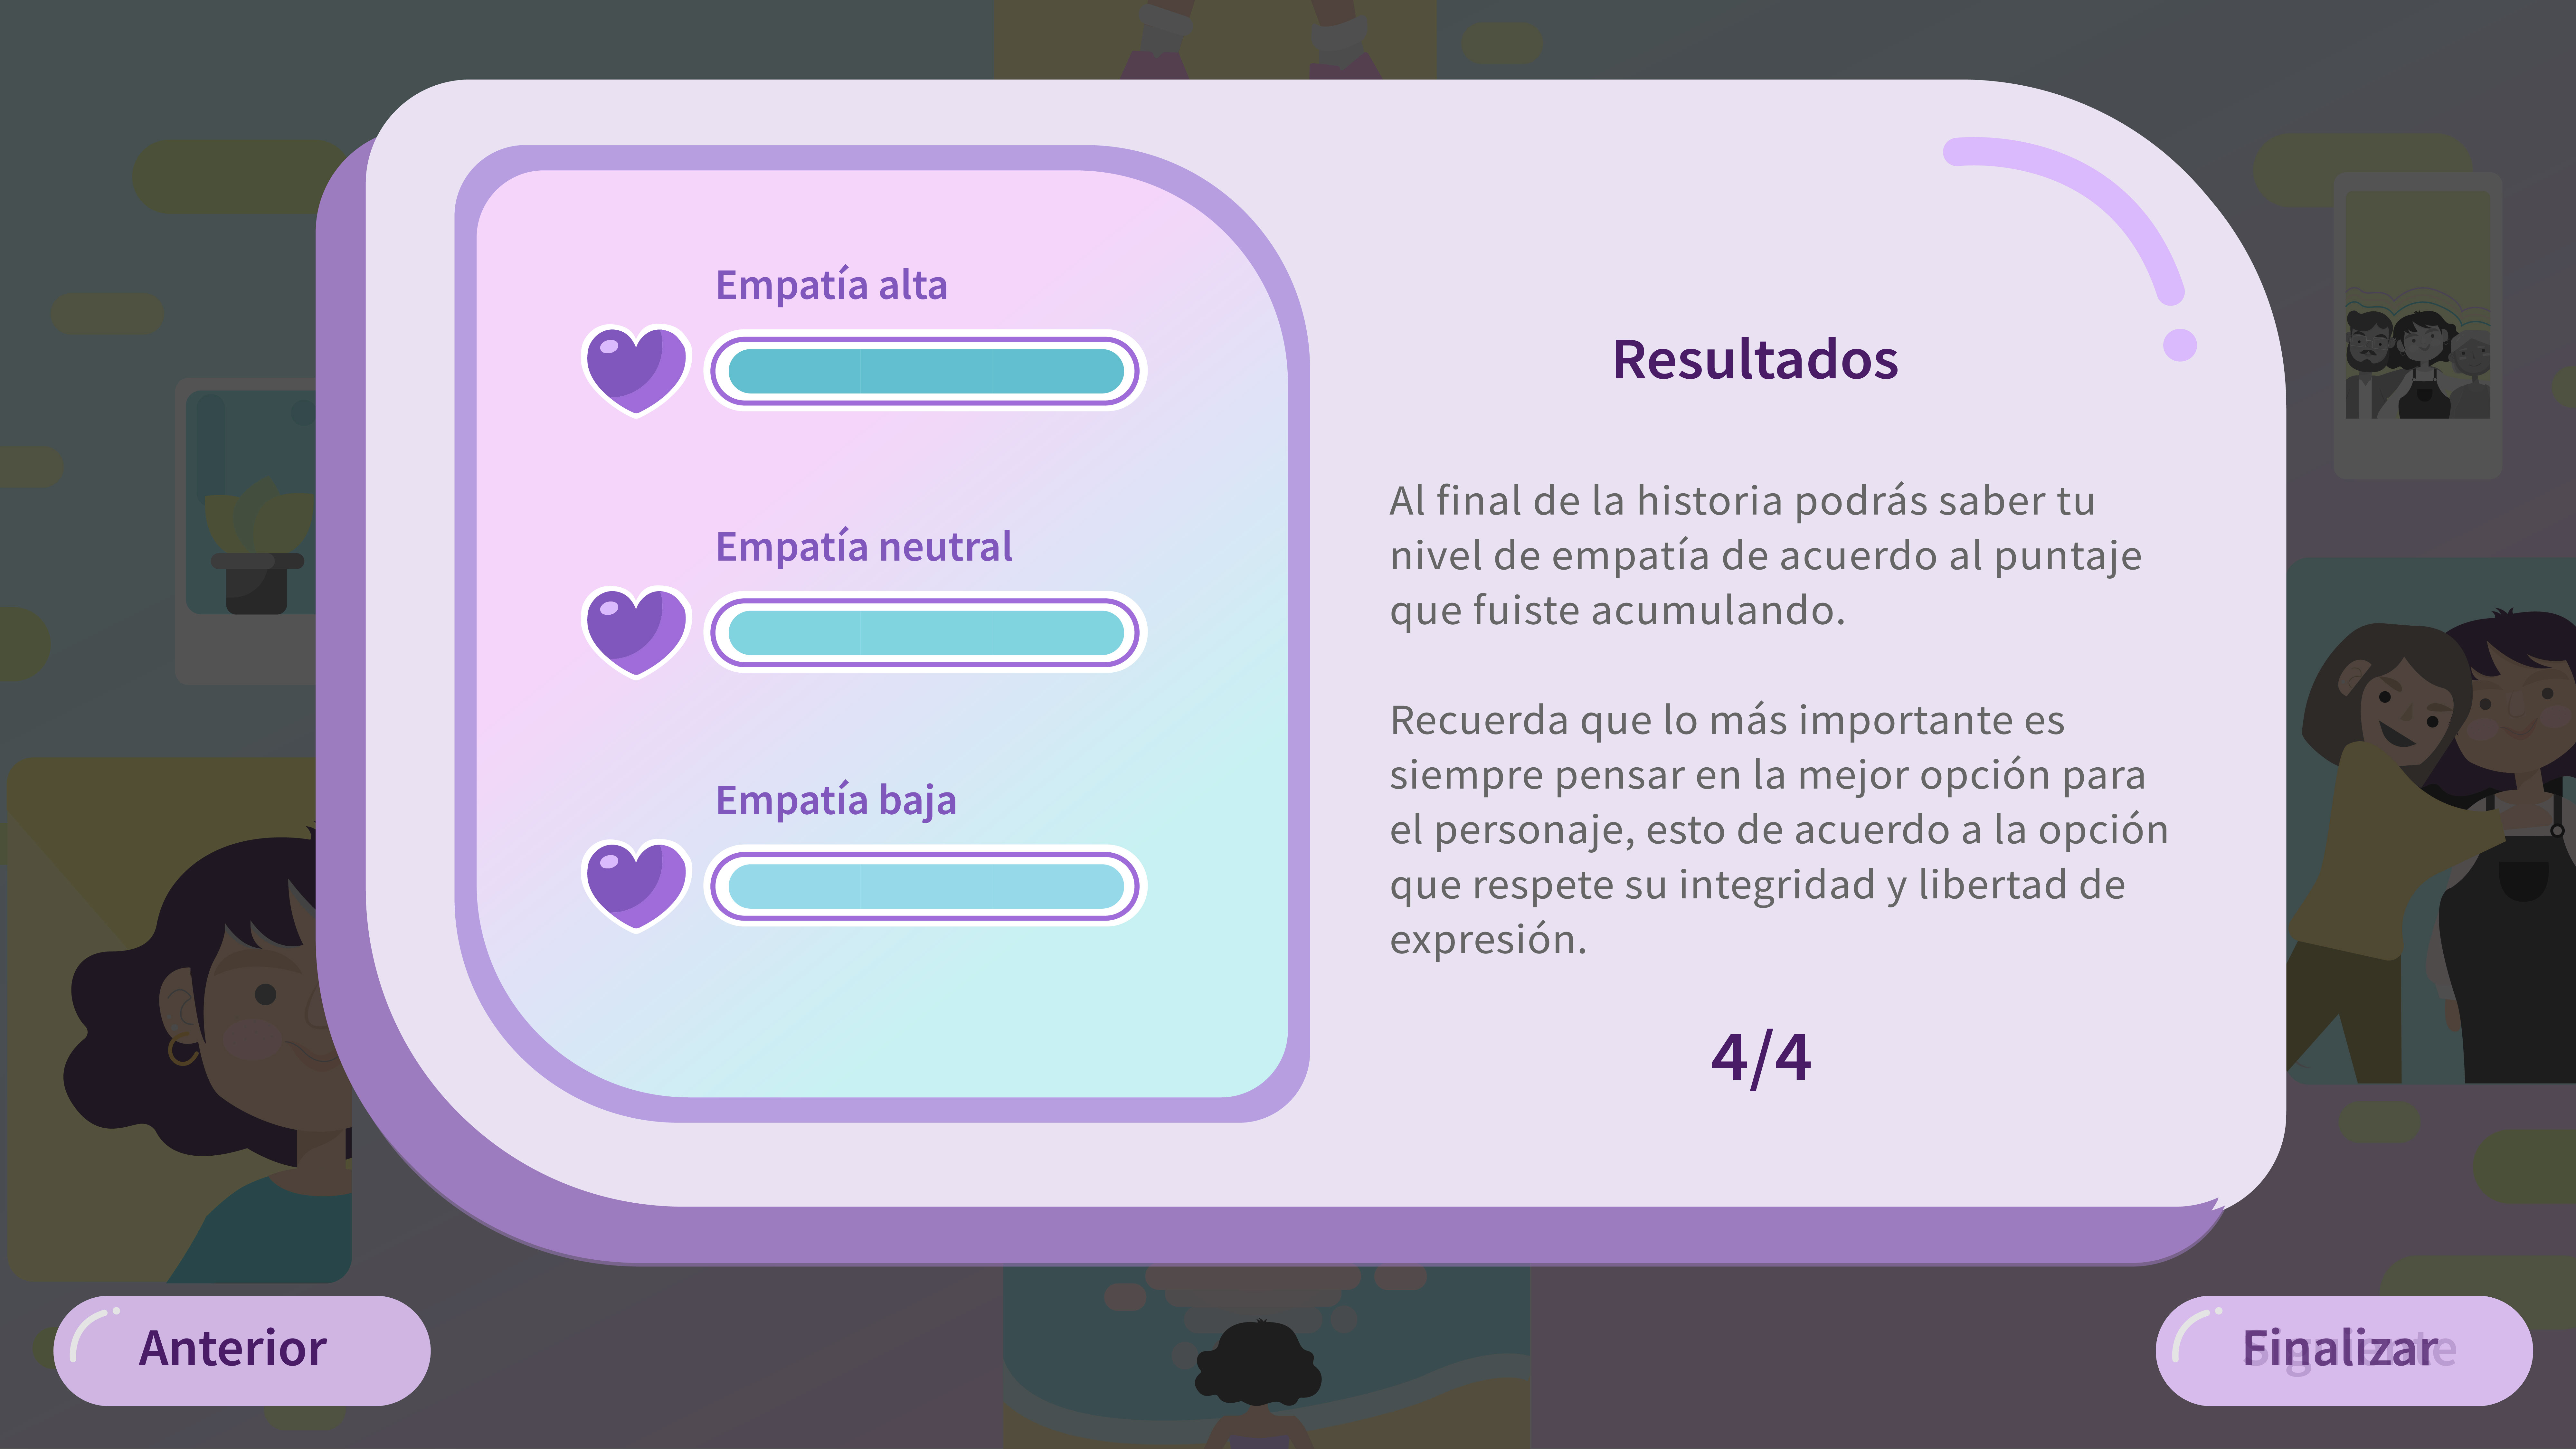 Empatía alta
Empatía neutral
Empatía baja
Resultados
Al final de la historia podrás saber tu
nivel de empatía de acuerdo al puntaje
que fuiste acumulando.
Recuerda que lo más importante es
siempre pensar en la mejor opción para
el personaje, esto de acuerdo a la opción
que respete su integridad y libertad de
expresión.
4/4
Anterior
Finalizar